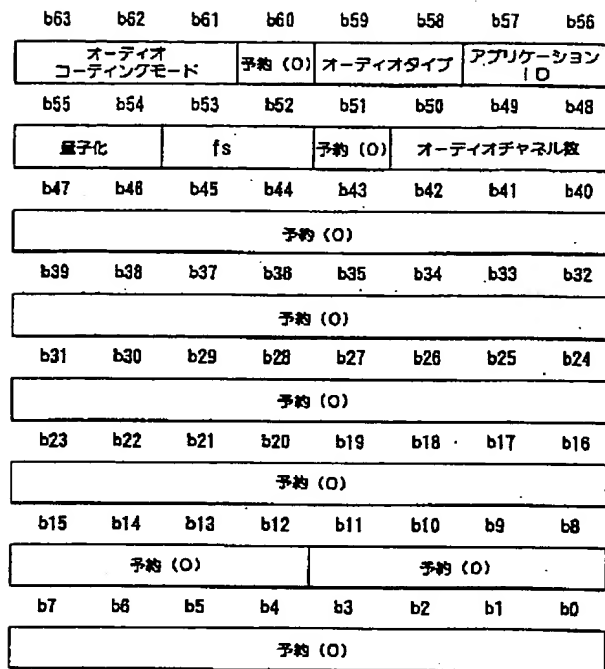 b63 b62 b61 b60 b59 b58 b57 b56
オーディオ
コーティングモード 予約 (0) オーディオタイプ アプリケーション
ID
b55 b54 b53 b52 b51 b50 b49 b48
量子化 fs 予約 (0) オーディオチャネル数
b47 b46 b45 b44 b43 b42 b41 b40
予約 (0)
b39 b38 b37 b36 b35 b34 b33 b32
予約 (0)
b31 b30 b29 b28 b27 b26 b25 b24
予約 (0)
b23 b22 b21 b20 b19 b18 b17 b16
予約 (0)
b15 b14 b13 b12 b11 b10 b9 b8
予約 (0) 予約 (0)
b7 b6 b5 b4 b3 b2 b1 b0
予約 (0)